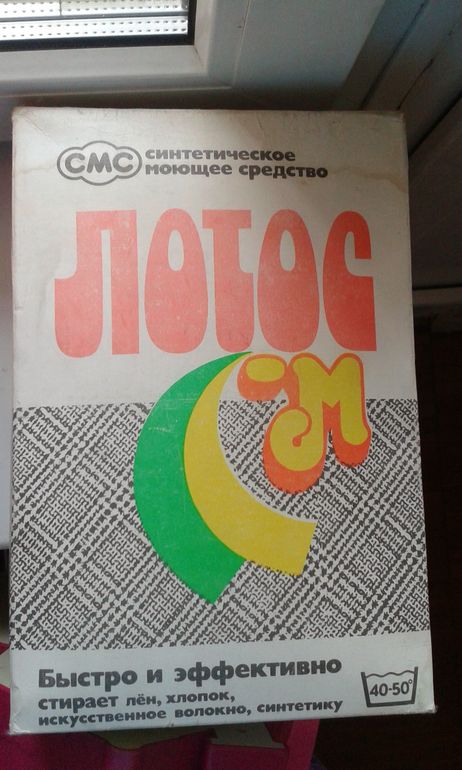 СМС синтетическое
моющее средство
ЛОТОС
-М
Быстро и эффективно
стирает лён, хлопок,
искусственное волокно, синтетику
40-50°